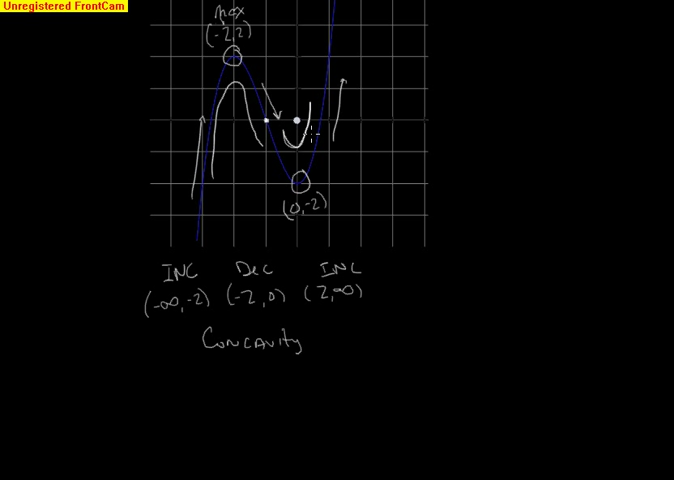 Unregistered FrontCam
max
(-2,2)
(0,-2)
INC Dec INC
(-∞,-2) (-2,0) (2,∞)
Concavity